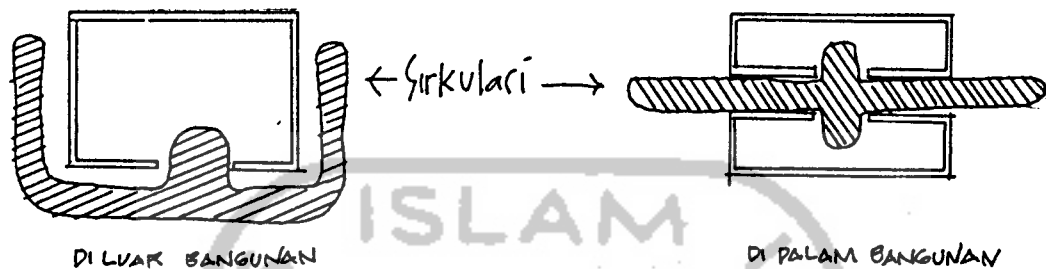 ← Sirkulasi →
ISLAM
DI LUAR BANGUNAN
DI DALAM BANGUNAN